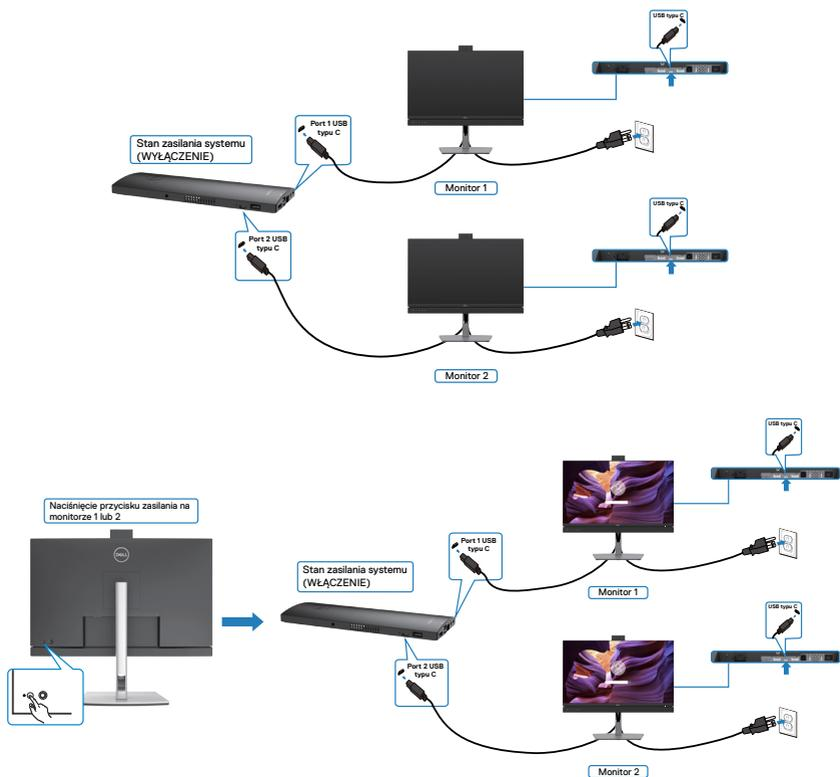 USB typu C
Port 1 USB
typu C
Stan zasilania systemu
(WYŁĄCZENIE)
Monitor 1
USB typu C
Port 2 USB
typu C
Monitor 2
USB typu C
Naciśnięcie przycisku zasilania na
monitorze 1 lub 2
DELL
Port 1 USB
typu C
Stan zasilania systemu
(WŁĄCZENIE)
Monitor 1
USB typu C
Port 2 USB
typu C
Monitor 2